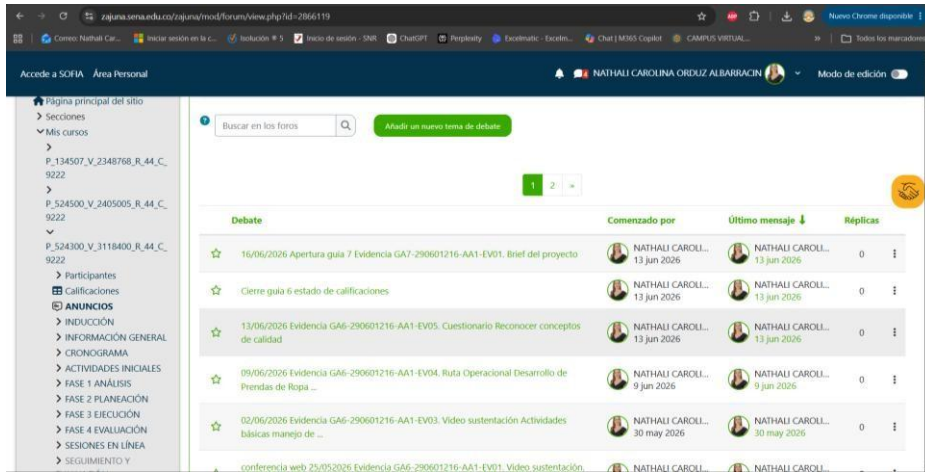 zajuna.sena.edu.co/zajuna/mod/forum/view.php?id=2866119
Nuevo Chrome disponible
Correo: Nathali Car...
Iniciar sesión en la c...
Isolución # 5
Inicio de sesión - SNR
ChatGPT
Perplexity
Excelmatic - Excelm...
Chat | M365 Copilot
CAMPUS VIRTUAL...
»
Todos los marcadores
Accede a SOFIA Área Personal
NATHALI CAROLINA ORDUZ ALBARRACIN
Modo de edición
Página principal del sitio
Secciones
Mis cursos
P_134507_V_2348768_R_44_C_
9222
P_524500_V_2405005_R_44_C_
9222
P_524300_V_3118400_R_44_C_
9222
Participantes
Calificaciones
ANUNCIOS
INDUCCIÓN
INFORMACIÓN GENERAL
CRONOGRAMA
ACTIVIDADES INICIALES
FASE 1 ANÁLISIS
FASE 2 PLANEACIÓN
FASE 3 EJECUCIÓN
FASE 4 EVALUACIÓN
SESIONES EN LÍNEA
SEGUIMIENTO Y
Buscar en los foros
Añadir un nuevo tema de debate
1 2 »
Debate Comenzado por Último mensaje Réplicas
16/06/2026 Apertura guia 7 Evidencia GA7-290601216-AA1-EV01. Brief del proyecto
NATHALI CAROLI...
13 jun 2026
NATHALI CAROLI...
13 jun 2026
0
Cierre guia 6 estado de calificaciones
NATHALI CAROLI...
13 jun 2026
NATHALI CAROLI...
13 jun 2026
0
13/06/2026 Evidencia GA6-290601216-AA1-EV05. Cuestionario Reconocer conceptos
de calidad
NATHALI CAROLI...
13 jun 2026
NATHALI CAROLI...
13 jun 2026
0
09/06/2026 Evidencia GA6-290601216-AA1-EV04. Ruta Operacional Desarrollo de
Prendas de Ropa ...
NATHALI CAROLI...
9 jun 2026
NATHALI CAROLI...
9 jun 2026
0
02/06/2026 Evidencia GA6-290601216-AA1-EV03. Video sustentación Actividades
básicas manejo de ...
NATHALI CAROLI...
30 may 2026
NATHALI CAROLI...
30 may 2026
0
conferencia web 25/052026 Evidencia GA6-290601216-AA1-EV01. Video sustentación.
NATHALI CAROLI...
NATHALI CAROLI...